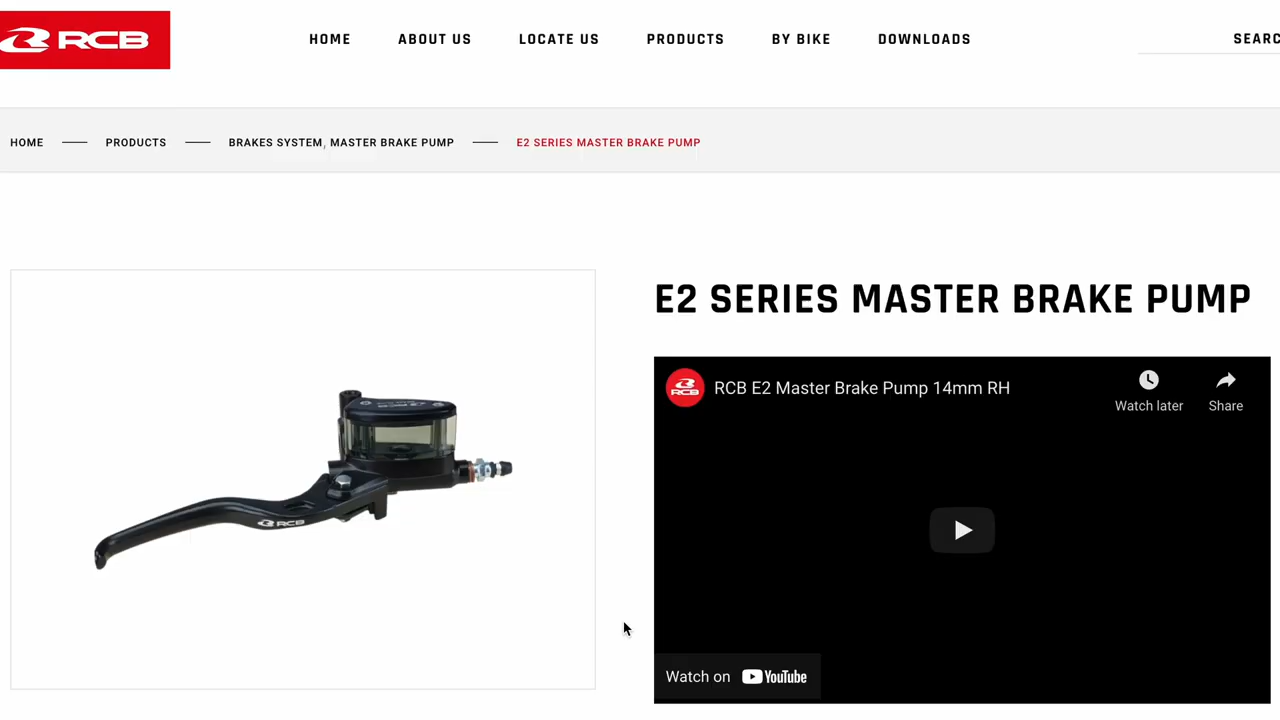 RCB
HOME ABOUT US LOCATE US PRODUCTS BY BIKE DOWNLOADS
SEARC
HOME PRODUCTS BRAKES SYSTEM, MASTER BRAKE PUMP E2 SERIES MASTER BRAKE PUMP
E2 SERIES MASTER BRAKE PUMP
RCB
RCB
RCB E2 Master Brake Pump 14mm RH
Watch later
Share
Watch on YouTube